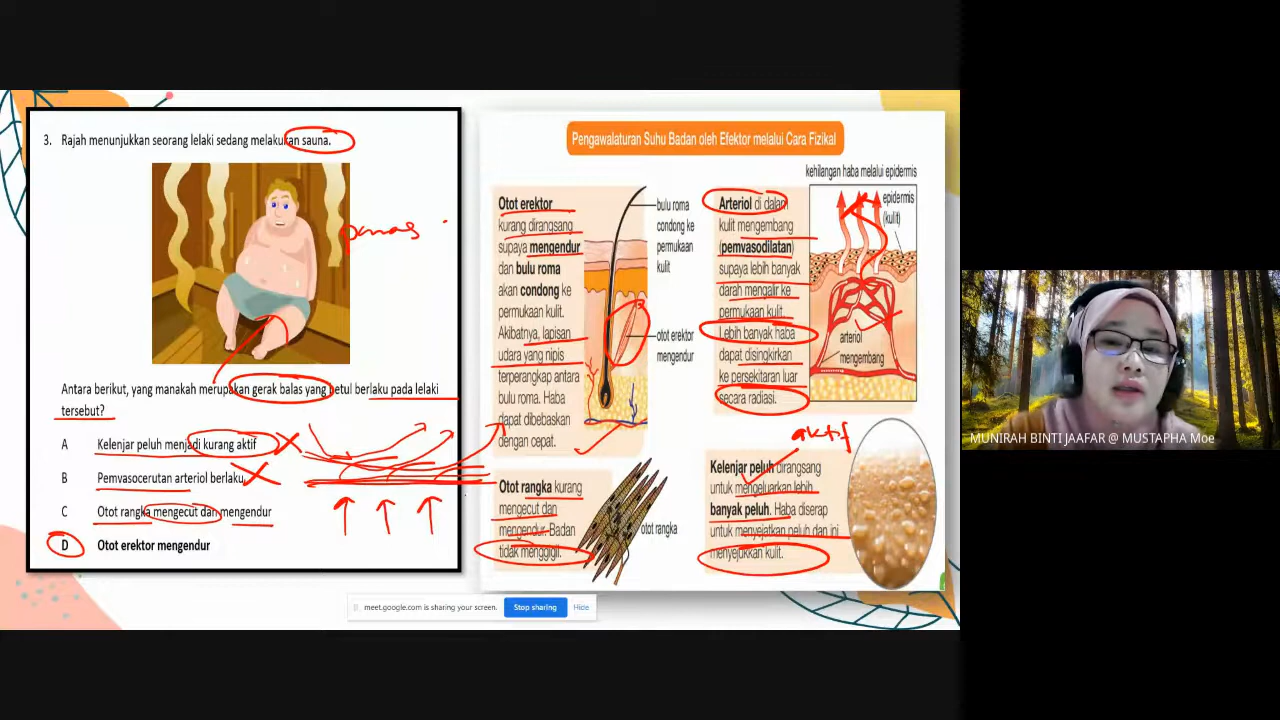 3. Rajah menunjukkan seorang lelaki sedang melakukan sauna.
panas
Antara berikut, yang manakah merupakan gerak balas yang betul berlaku pada lelaki
tersebut?
A Kelenjar peluh menjadi kurang aktif
B Pemvasocerutan arteriol berlaku
C Otot rangka mengecut dan mengendur
D Otot erektor mengendur
Pengawalaturan Suhu Badan oleh Efektor melalui Cara Fizikal
Otot erektor
kurang dirangsang
supaya mengendur
dan bulu roma
akan condong ke
permukaan kulit.
Akibatnya, lapisan
udara yang nipis
terperangkap antara
bulu roma. Haba
dapat dibebaskan
dengan cepat.
bulu roma
condong ke
permukaan
kulit
otot erektor
mengendur
Arteriol di dalam
kulit mengembang
(pemvasodilatan)
supaya lebih banyak
darah mengalir ke
permukaan kulit.
Lebih banyak haba
dapat disingkirkan
ke persekitaran luar
secara radiasi.
kehilangan haba melalui epidermis
epidermis
(kulit)
arteriol
mengembang
Otot rangka kurang
mengecut dan
mengendur. Badan
tidak menggigil.
otot rangka
aktif
Kelenjar peluh dirangsang
untuk mengeluarkan lebih
banyak peluh. Haba diserap
untuk menyejatkan peluh dan ini
menyejukkan kulit.
meet.google.com is sharing your screen.
Stop sharing
Hide
MUNIRAH BINTI JAAFAR @ MUSTAPHA Moe